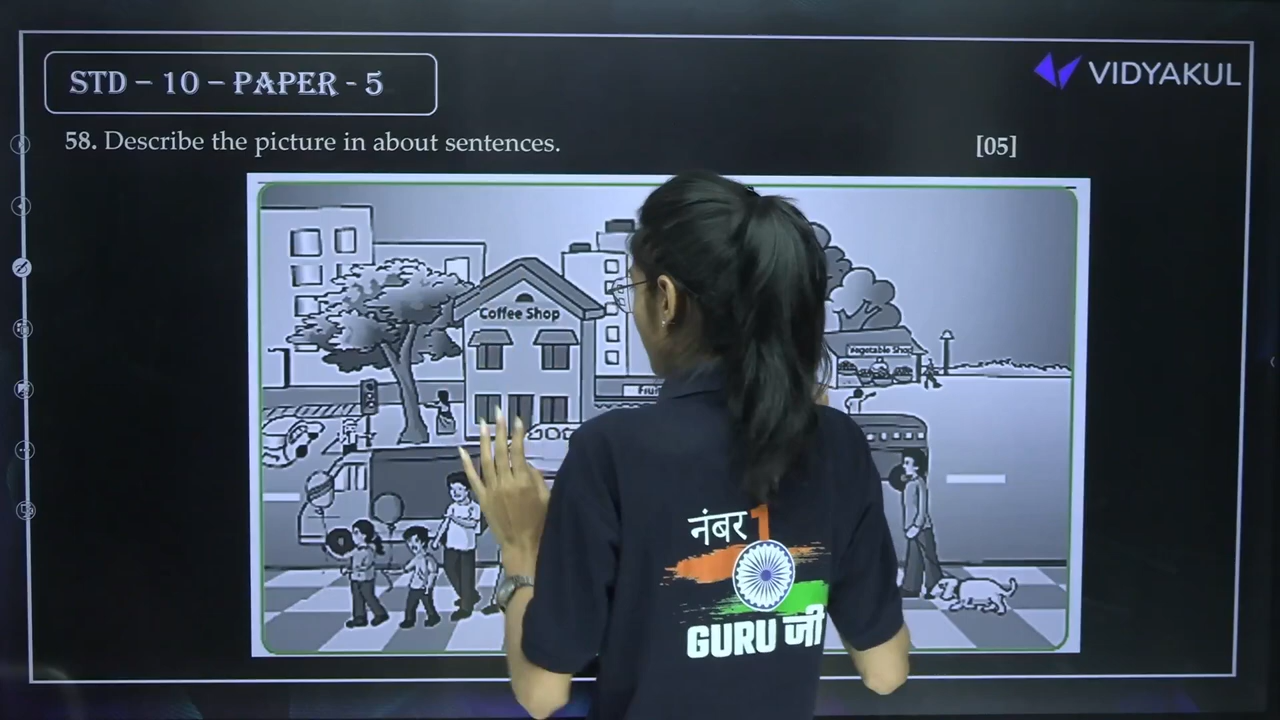 STD – 10 – PAPER - 5
VIDYAKUL
58. Describe the picture in about sentences.
[05]
Coffee Shop
Vegetable Shop
नंबर 1
GURU जी